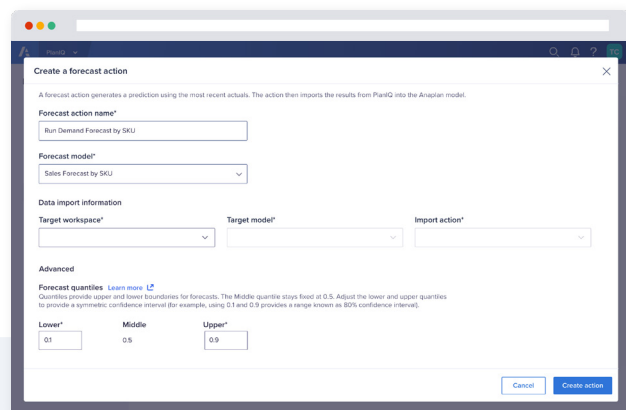 PlanIQ
TC
Create a forecast action
A forecast action generates a prediction using the most recent actuals. The action then imports the results from PlanIQ into the Anaplan model.
Forecast action name*
Run Demand Forecast by SKU
Forecast model*
Sales Forecast by SKU
Data import information
Target workspace* Target model* Import action*
Advanced
Forecast quantiles Learn more
Quantiles provide upper and lower boundaries for forecasts. The Middle quantile stays fixed at 0.5. Adjust the lower and upper quantiles
to provide a symmetric confidence interval (for example, using 0.1 and 0.9 provides a range known as 80% confidence interval).
Lower* Middle Upper*
0.1 0.5 0.9
Cancel Create action